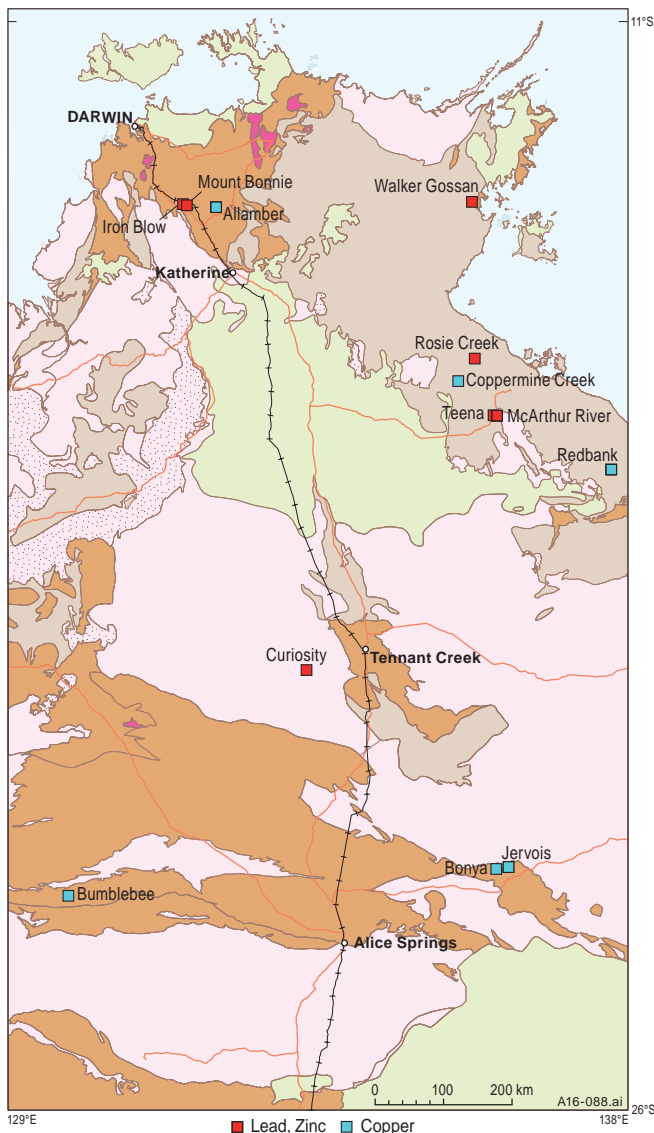 11°S
DARWIN
Mount Bonnie
Walker Gossan
Allamber
Iron Blow
Katherine
Rosie Creek
Coppermine Creek
Teena
McArthur River
Redbank
Curiosity
Tennant Creek
Jervois
Bonya
Bumblebee
Alice Springs
0 100 200 km
A16-088.ai
129°E
138°E
26°S
Lead, Zinc
Copper